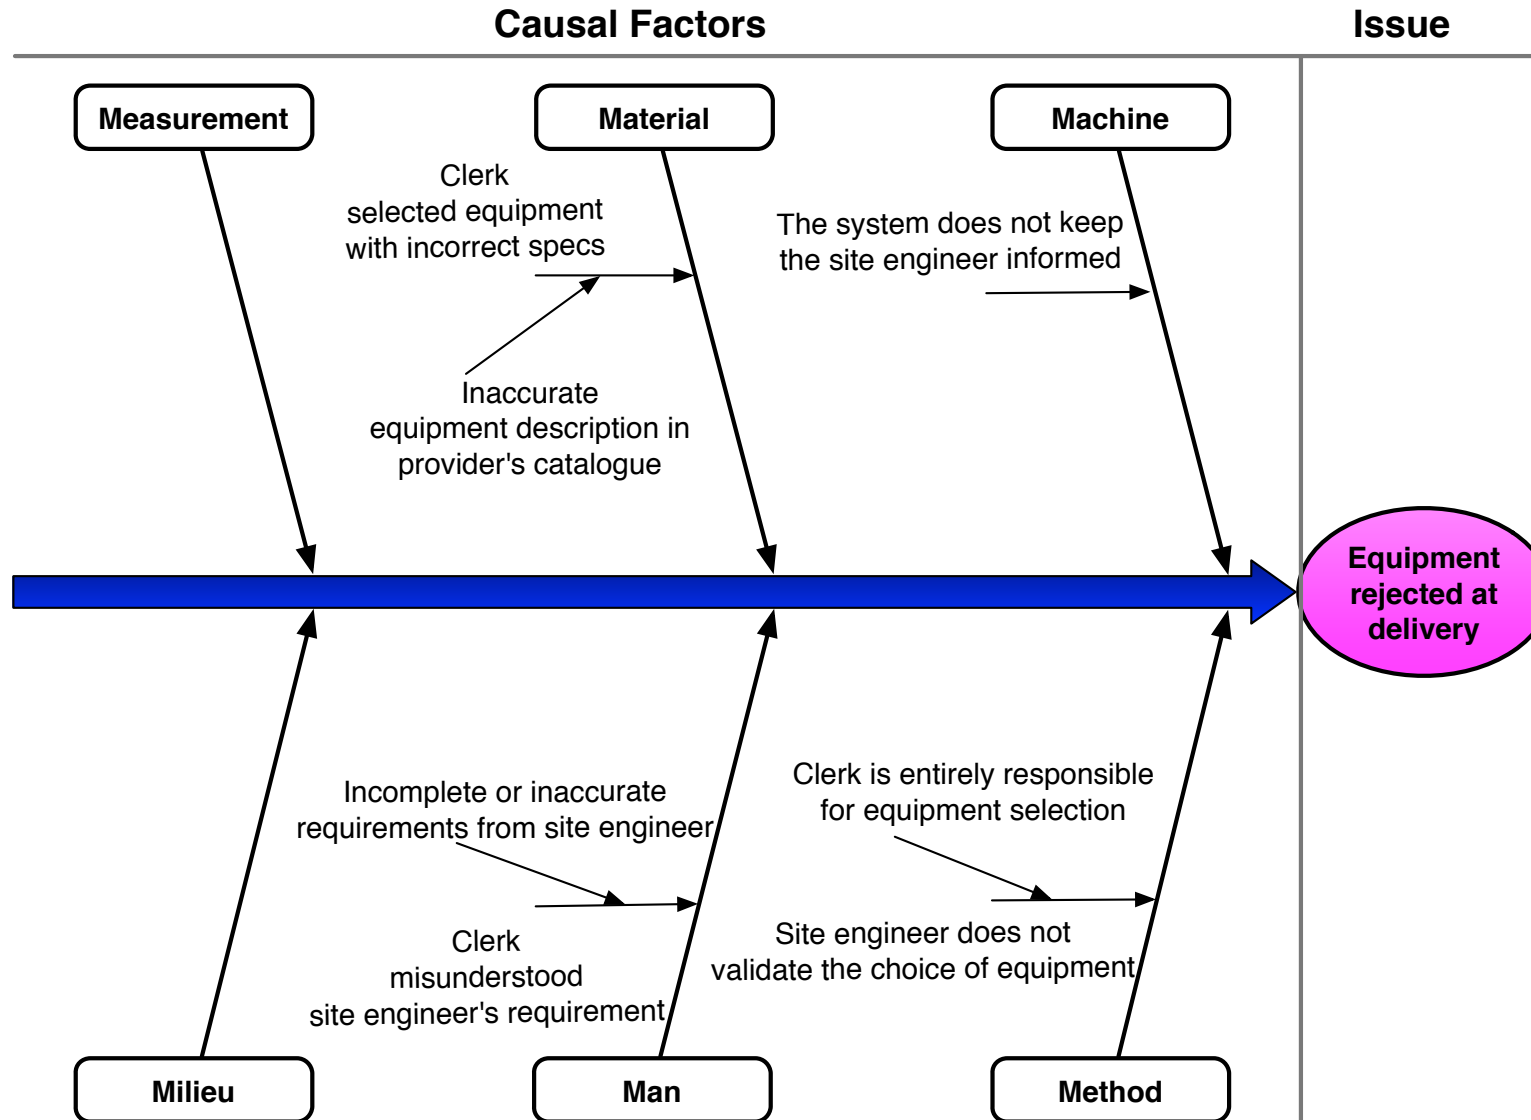 Causal Factors
Issue
Measurement
Material
Machine
Clerk
selected equipment
with incorrect specs
The system does not keep
the site engineer informed
Inaccurate
equipment description in
provider's catalogue
Equipment
rejected at
delivery
Incomplete or inaccurate
requirements from site engineer
Clerk is entirely responsible
for equipment selection
Clerk
misunderstood
site engineer's requirement
Site engineer does not
validate the choice of equipment
Milieu
Man
Method